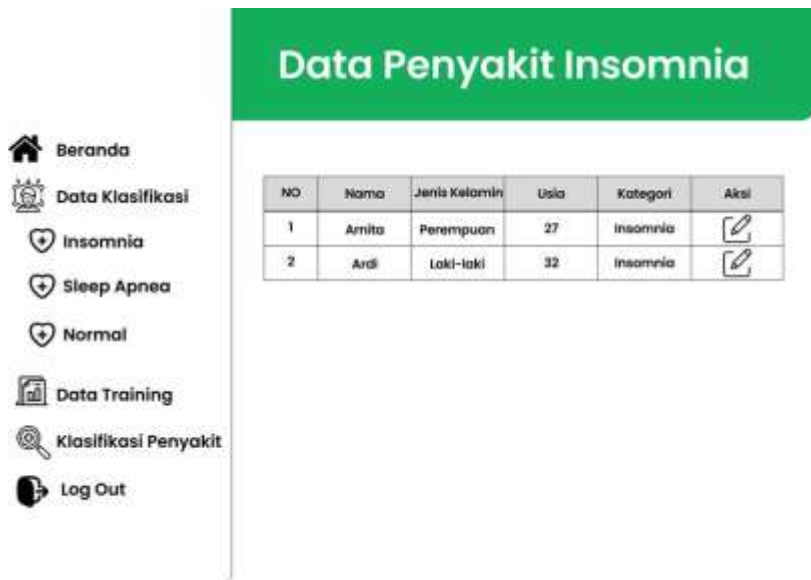 Data Penyakit Insomnia
Beranda
Data Klasifikasi
Insomnia
Sleep Apnea
Normal
Data Training
Klasifikasi Penyakit
Log Out
NO Nama Jenis Kelamin Usia Kategori Aksi
1 Amita Perempuan 27 Insomnia
2 Ardi Laki-laki 32 Insomnia